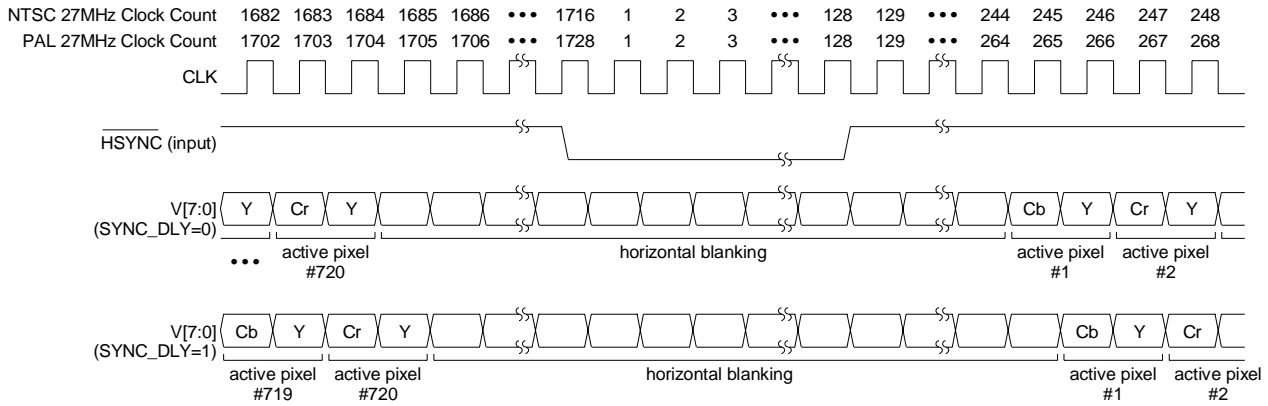 NTSC 27MHz Clock Count 1682 1683 1684 1685 1686 ••• 1716 1 2 3 ••• 128 129 ••• 244 245 246 247 248
PAL 27MHz Clock Count 1702 1703 1704 1705 1706 ••• 1728 1 2 3 ••• 128 129 ••• 264 265 266 267 268
CLK
HSYNC (input)
V[7:0] Y Cr Y Cb Y Cr Y
(SYNC_DLY=0)
••• active pixel horizontal blanking active pixel active pixel
#720 #1 #2
V[7:0] Cb Y Cr Y Cb Y Cr
(SYNC_DLY=1)
active pixel active pixel horizontal blanking active pixel active pixel
#719 #720 #1 #2